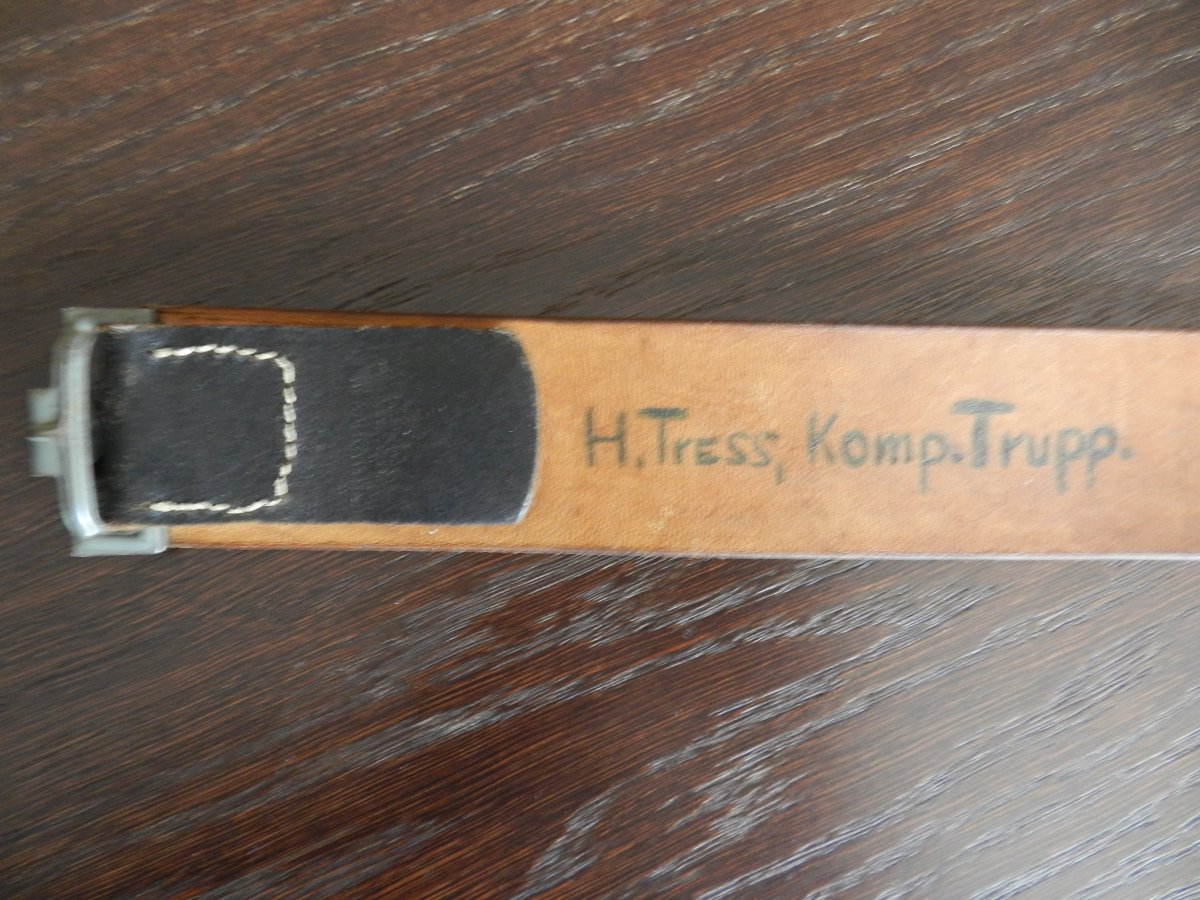 H. Tress, Komp. Trupp.